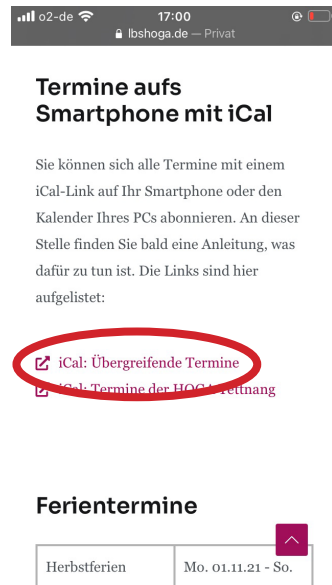 o2-de 17:00
lbshoga.de — Privat
Termine aufs
Smartphone mit iCal
Sie können sich alle Termine mit einem
iCal-Link auf Ihr Smartphone oder den
Kalender Ihres PCs abonnieren. An dieser
Stelle finden Sie bald eine Anleitung, was
dafür zu tun ist. Die Links sind hier
aufgelistet:
iCal: Übergreifende Termine
iCal: Termine der HOGA Tettnang
Ferientermine
Herbstferien Mo. 01.11.21 - So.